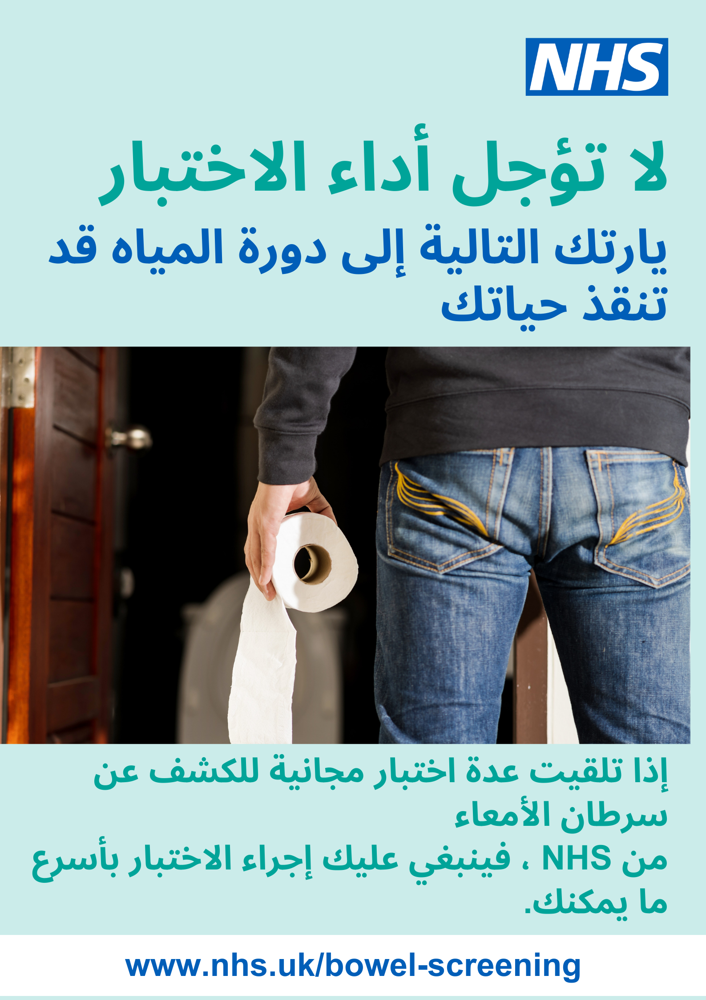 NHS
لا تؤجل أداء الاختبار
يارتك التالية إلى دورة المياه قد
تنقذ حياتك
إذا تلقيت عدة اختبار مجانية للكشف عن
سرطان الأمعاء
من NHS ، فينبغي عليك إجراء الاختبار بأسرع
ما يمكنك.
www.nhs.uk/bowel-screening